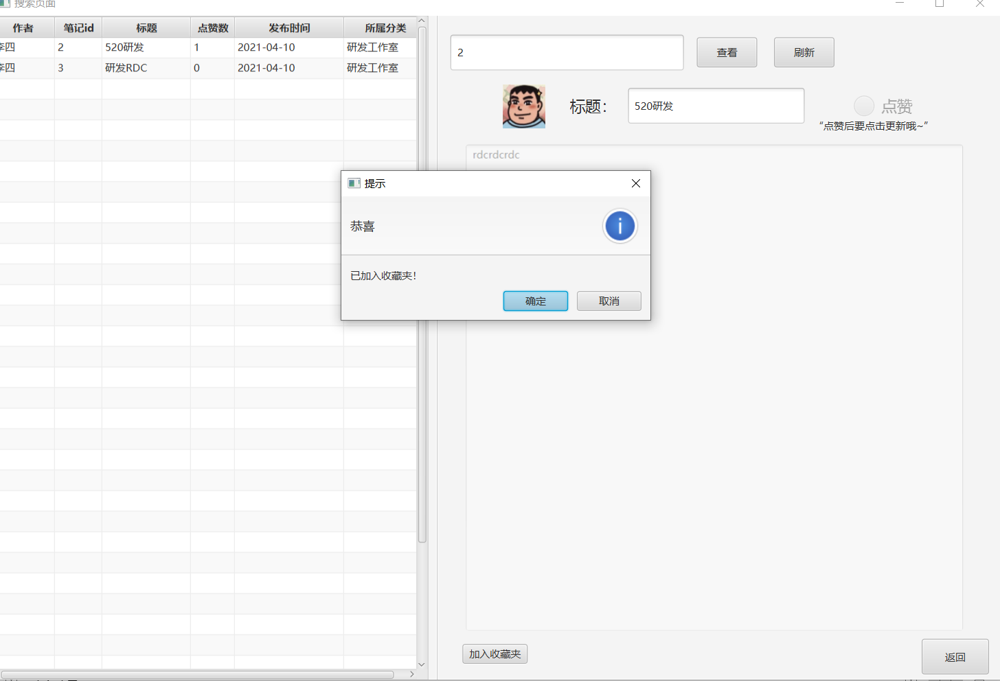 搜索页面
作者 笔记id 标题 点赞数 发布时间 所属分类
李四 2 520研发 1 2021-04-10 研发工作室
李四 3 研发RDC 0 2021-04-10 研发工作室
2 查看 刷新
标题： 520研发 点赞
“点赞后要点击更新哦~”
rdcrdcrdc
提示
恭喜
已加入收藏夹！
确定 取消
加入收藏夹 返回